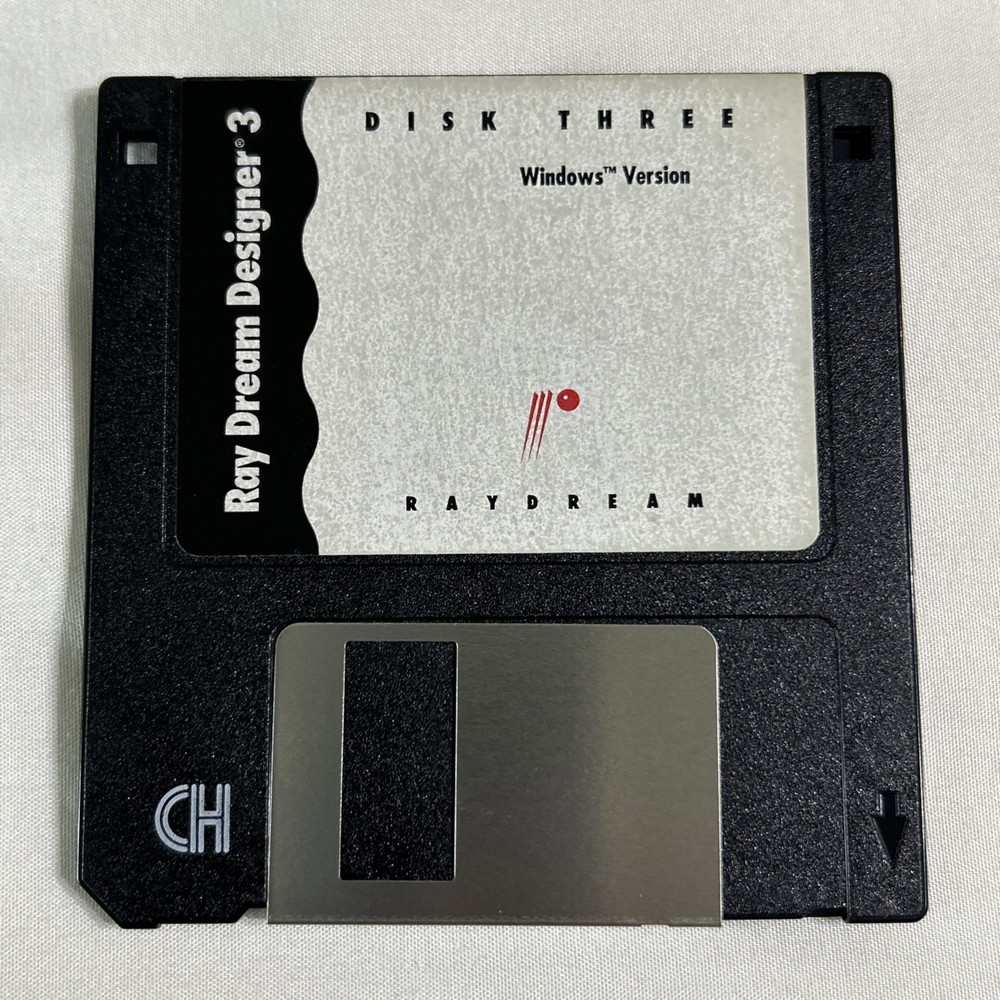 Ray Dream Designer® 3
DISK THREE
Windows™ Version
RAYDREAM
CH